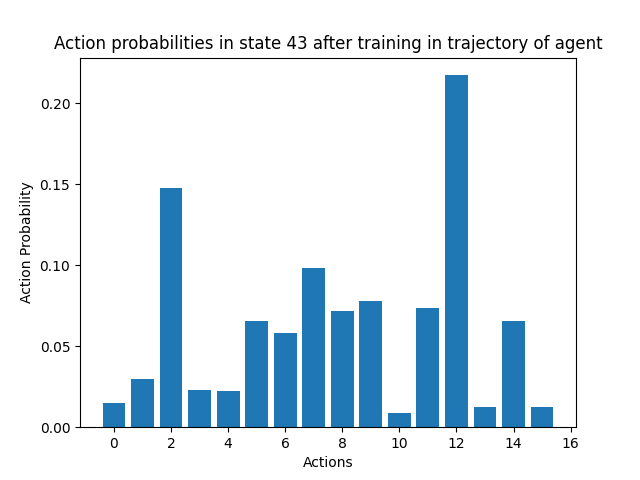 Action probabilities in state 43 after training in trajectory of agent
0.20
0.15
0.10
0.05
0.00
Action Probability
0 2 4 6 8 10 12 14 16
Actions